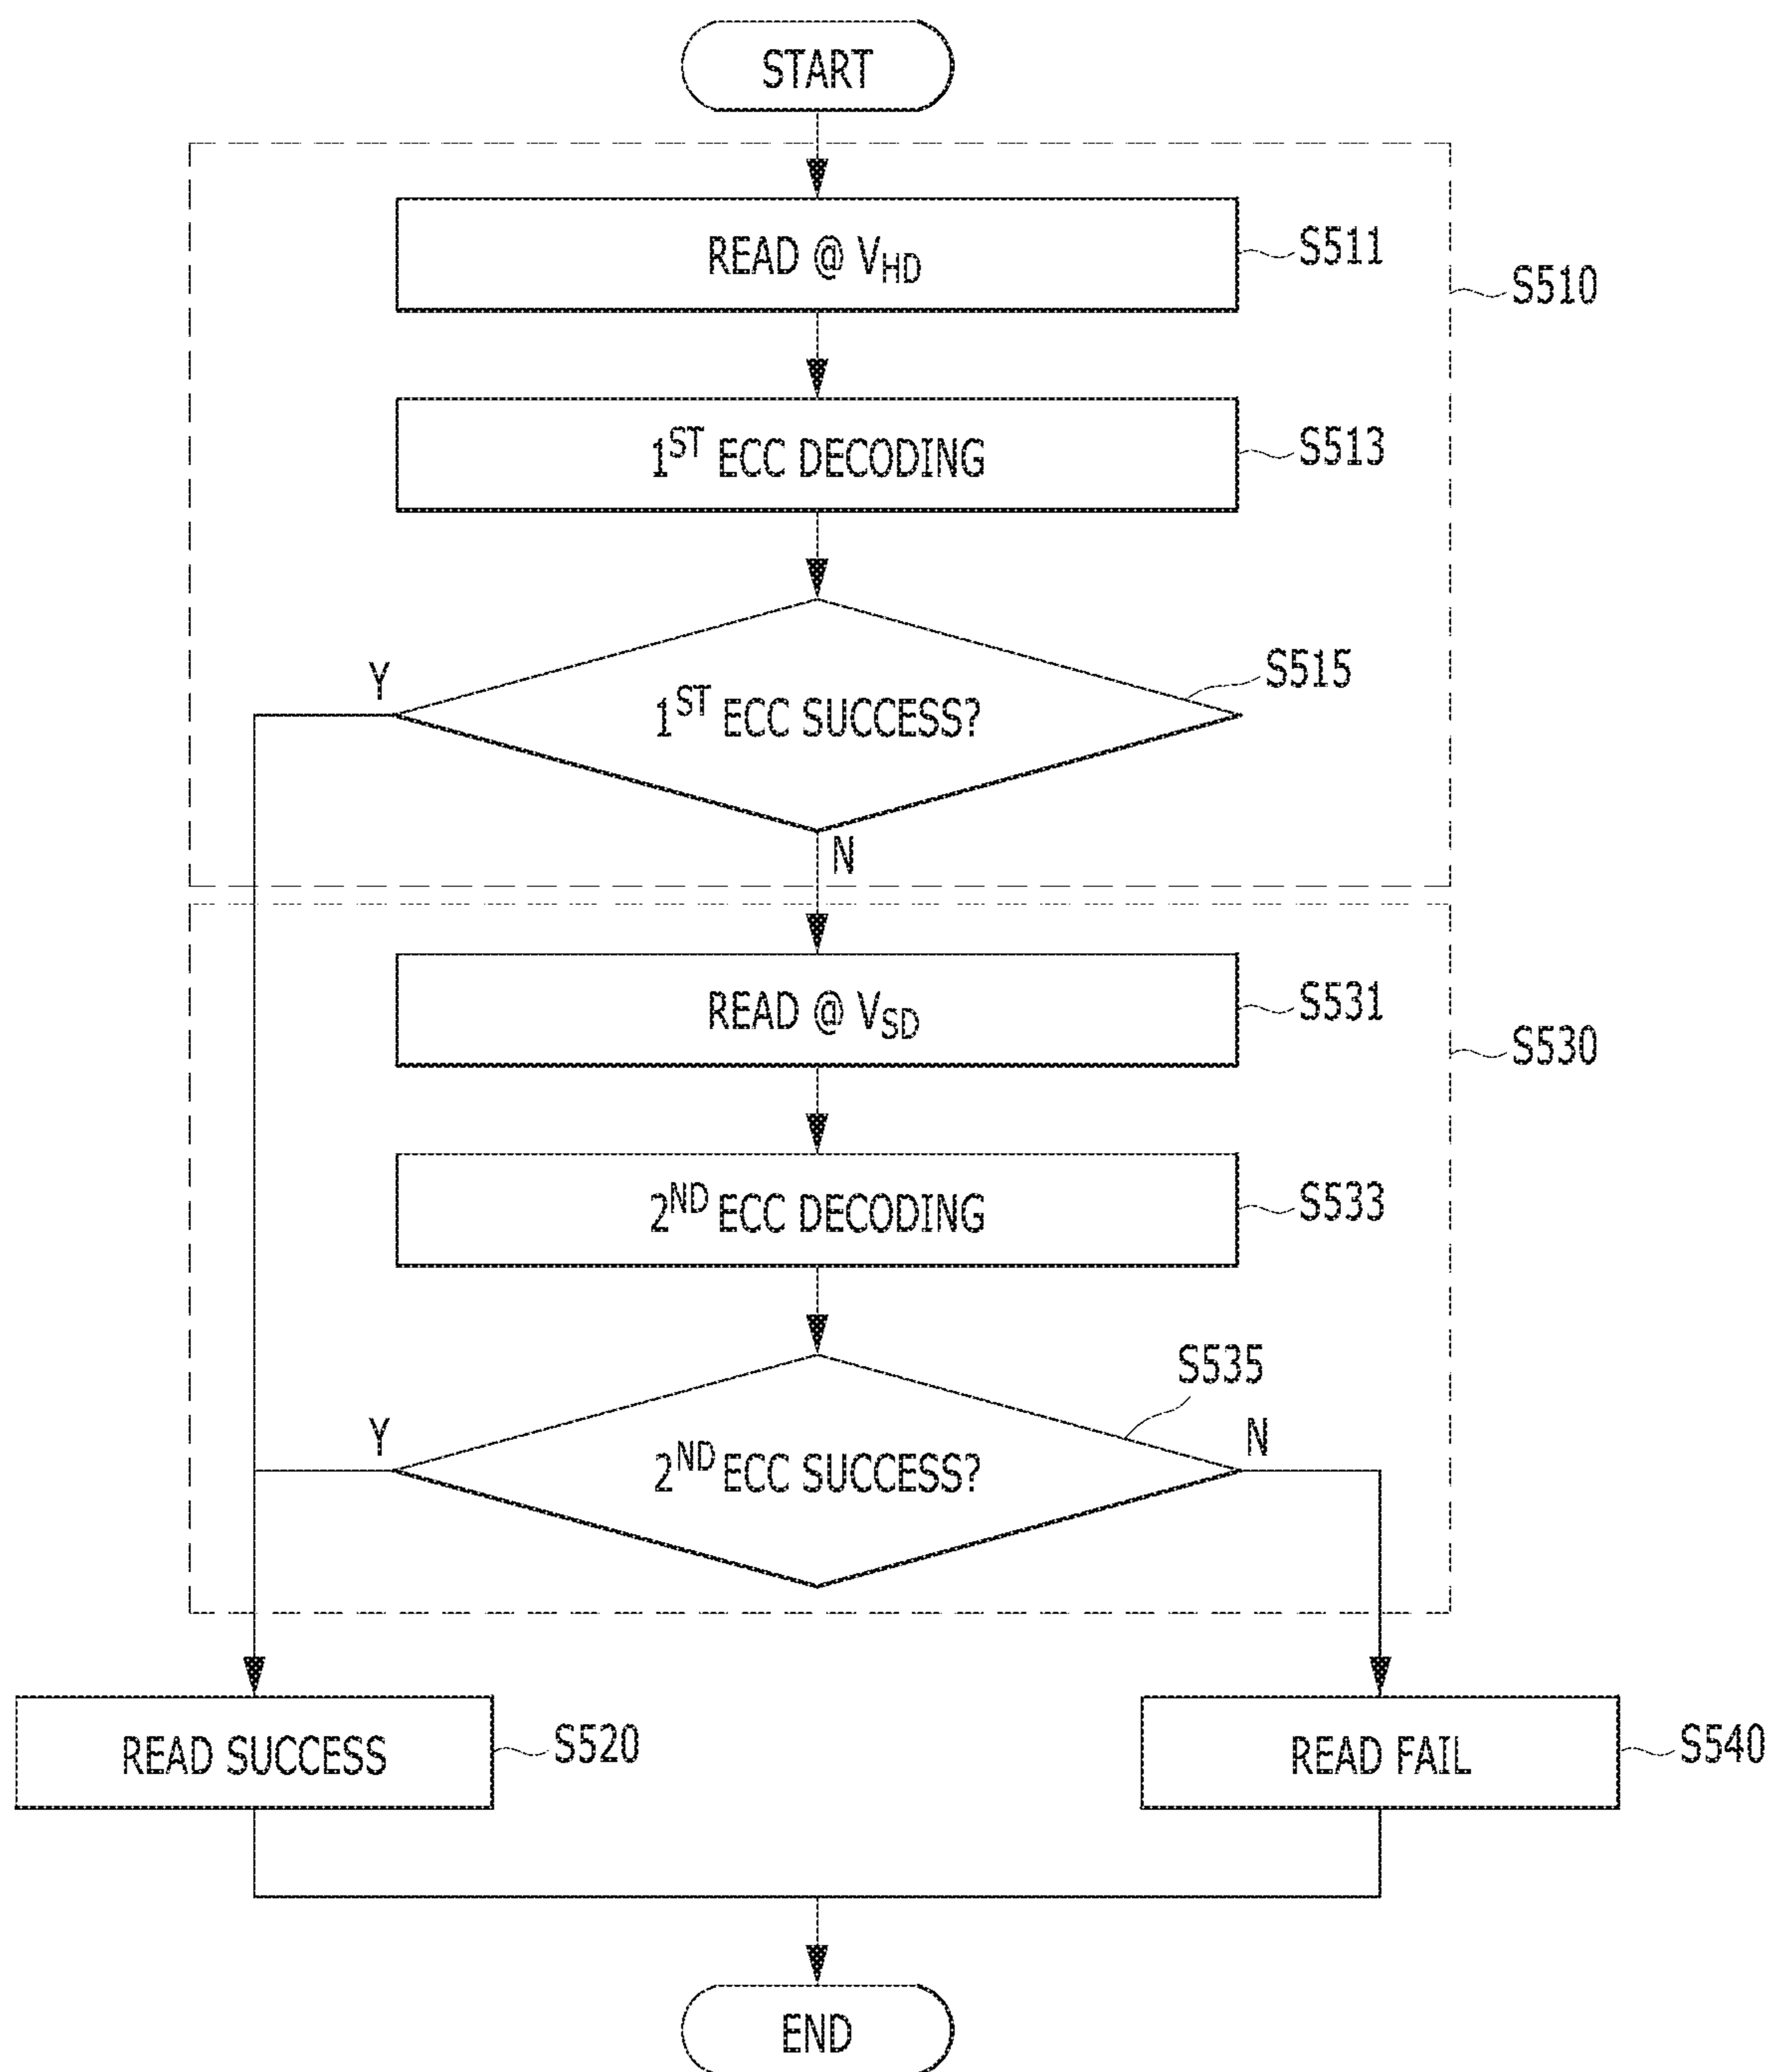 START
READ @ VHD
S511
S510
1ST ECC DECODING
S513
S515
Y
1ST ECC SUCCESS?
N
READ @ VSD
S531
S530
2ND ECC DECODING
S533
S535
Y
N
2ND ECC SUCCESS?
READ SUCCESS
S520
READ FAIL
S540
END